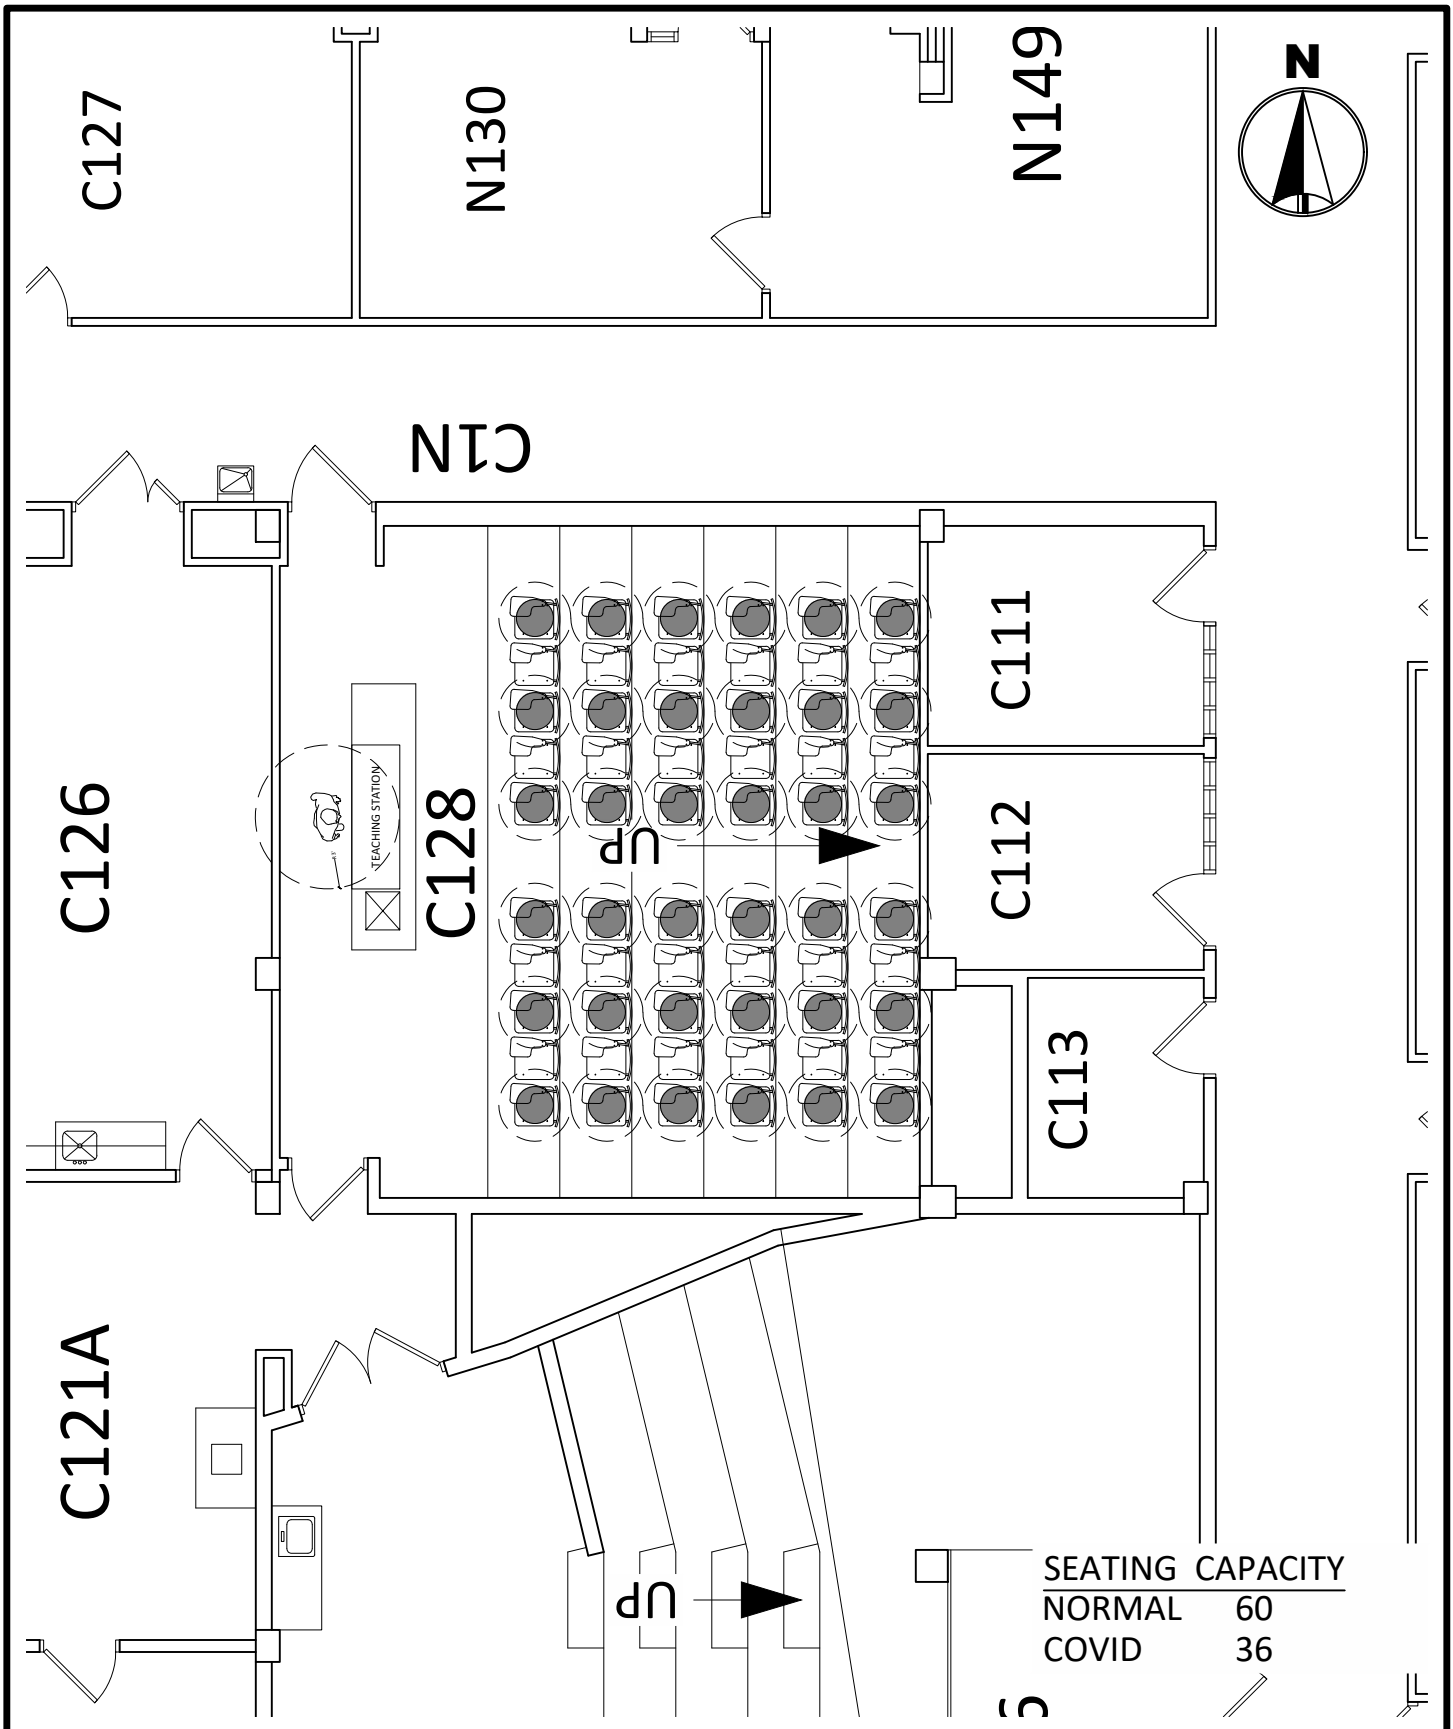 C127
N130
N149
N
C1N
C111
C126
TEACHING STATION
C128
UP
C112
C113
C121A
UP
SEATING CAPACITY
NORMAL 60
COVID 36